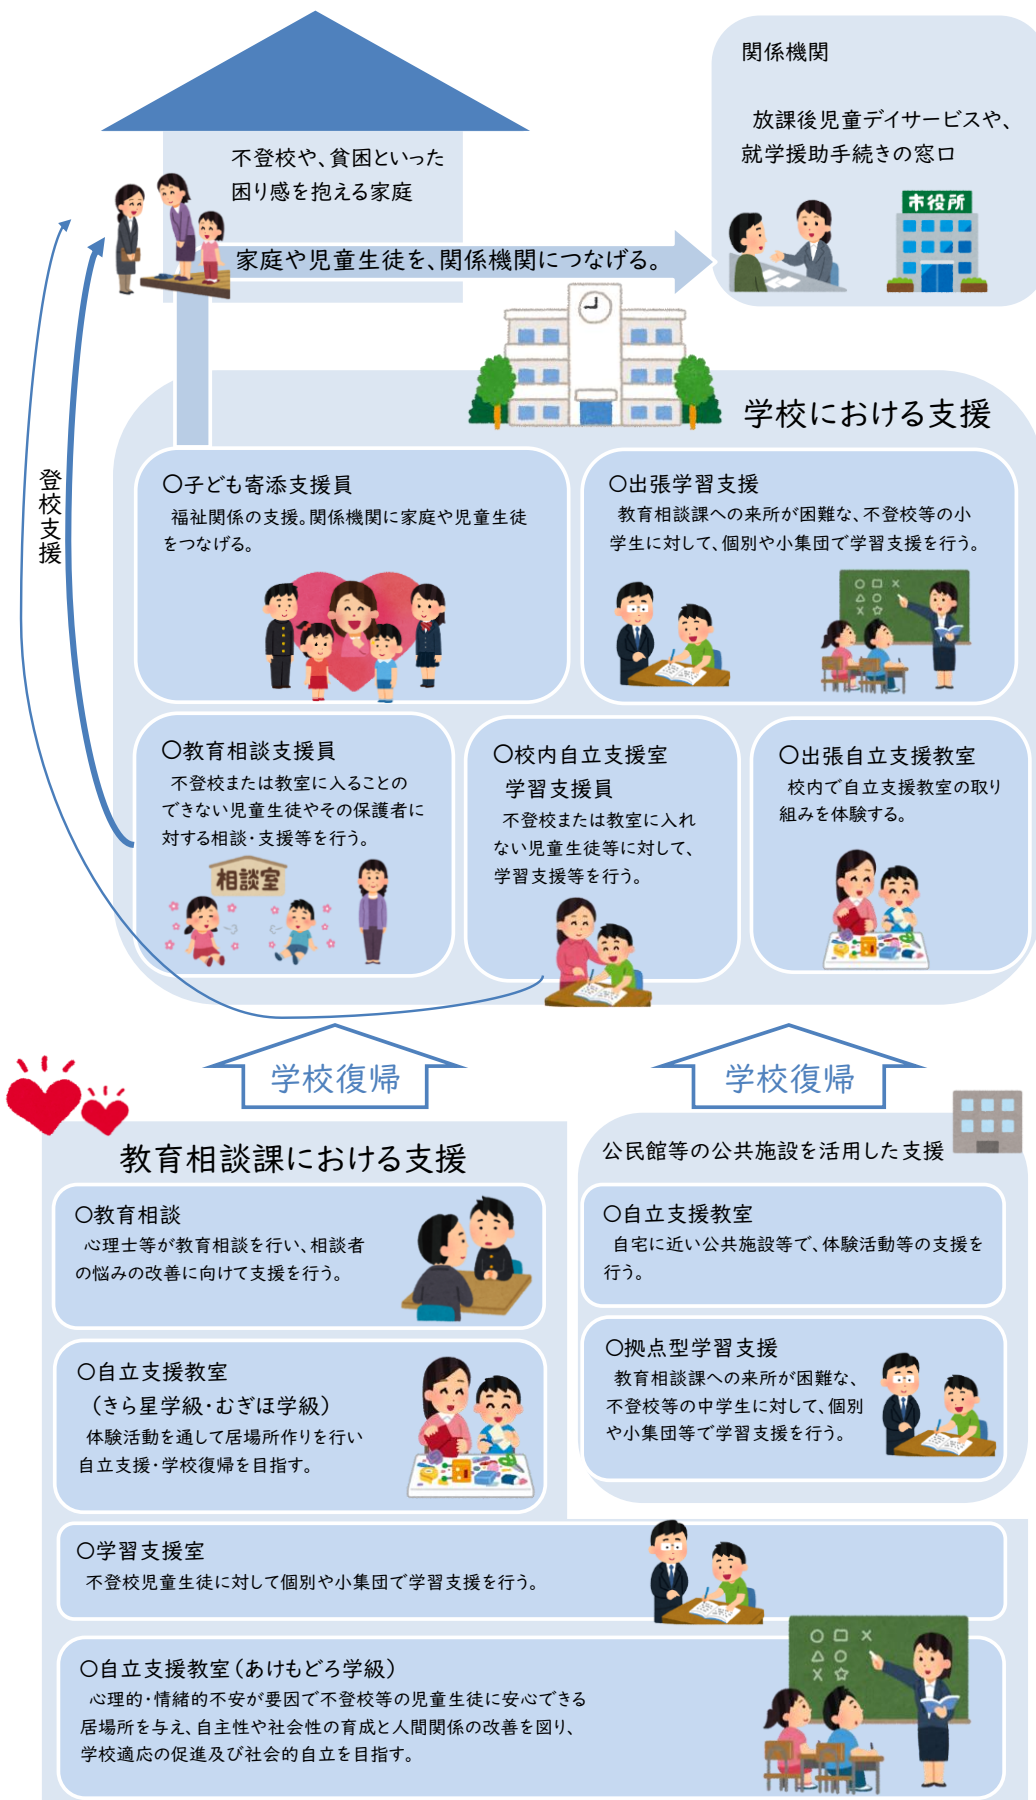 不登校や、貧困といった
困り感を抱える家庭
関係機関
放課後児童デイサービスや、
就学援助手続きの窓口
市役所
家庭や児童生徒を、関係機関につなげる。
登校支援
学校における支援
〇子ども寄添支援員
福祉関係の支援。関係機関に家庭や児童生徒
をつなげる。
〇出張学習支援
教育相談課への来所が困難な、不登校等の小
学生に対して、個別や小集団で学習支援を行う。
〇教育相談支援員
不登校または教室に入ることの
できない児童生徒やその保護者に
対する相談・支援等を行う。
相談室
〇校内自立支援室
学習支援員
不登校または教室に入れ
ない児童生徒等に対して、
学習支援等を行う。
〇出張自立支援教室
校内で自立支援教室の取り
組みを体験する。
学校復帰
学校復帰
教育相談課における支援
〇教育相談
心理士等が教育相談を行い、相談者
の悩みの改善に向けて支援を行う。
〇自立支援教室
（きら星学級・むぎほ学級）
体験活動を通して居場所作りを行い
自立支援・学校復帰を目指す。
公民館等の公共施設を活用した支援
〇自立支援教室
自宅に近い公共施設等で、体験活動等の支援を
行う。
〇拠点型学習支援
教育相談課への来所が困難な、
不登校等の中学生に対して、個別
や小集団等で学習支援を行う。
〇学習支援室
不登校児童生徒に対して個別や小集団で学習支援を行う。
〇自立支援教室（あけもどろ学級）
心理的・情緒的不安が要因で不登校等の児童生徒に安心できる
居場所を与え、自主性や社会性の育成と人間関係の改善を図り、
学校適応の促進及び社会的自立を目指す。